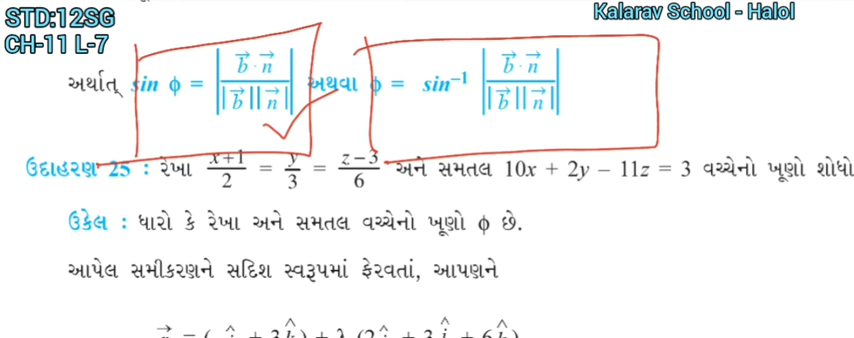 STD:12SG
Kalarav School - Halol
CH-11 L-7
અર્થાત્ sin ϕ = |b⃗ · n⃗ / |b⃗| |n⃗|| અથવા ϕ = sin⁻¹ |b⃗ · n⃗ / |b⃗| |n⃗||
ઉદાહરણ 25 : રેખા x+1/2 = y/3 = z−3/6 અને સમતલ 10x + 2y − 11z = 3 વચ્ચેનો ખૂણો શોધો
ઉકેલ : ધારો કે રેખા અને સમતલ વચ્ચેનો ખૂણો ϕ છે.
આપેલ સમીકરણને સદિશ સ્વરૂપમાં ફેરવતાં, આપણને